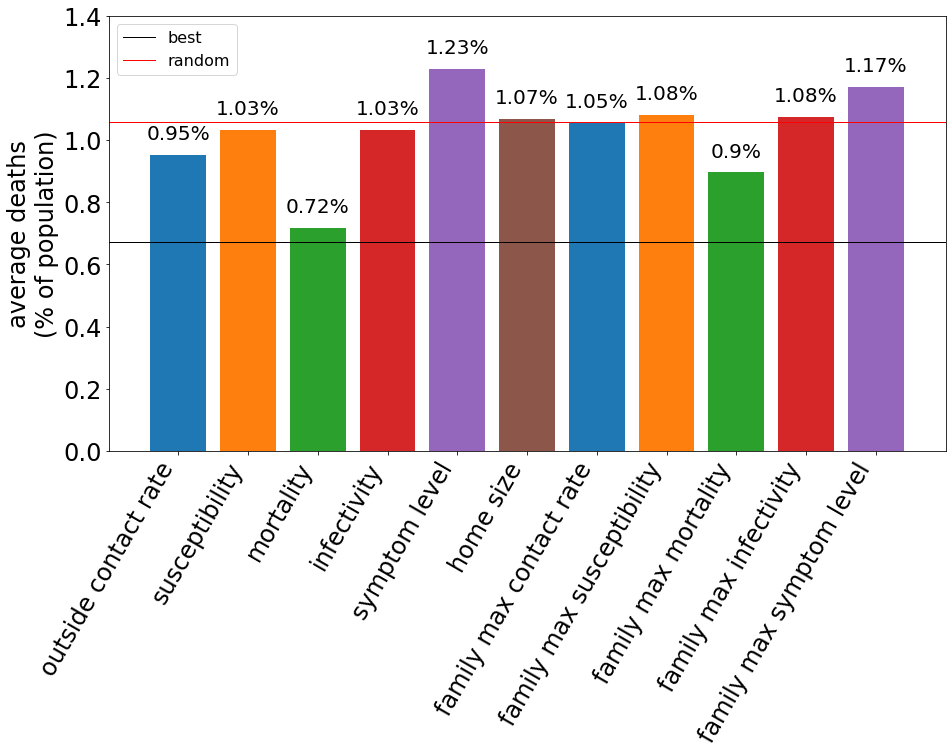 best
random
1.4
1.2
1.0
0.8
0.6
0.4
0.2
0.0
average deaths
(% of population)
0.95%
1.03%
0.72%
1.03%
1.23%
1.07%
1.05%
1.08%
0.9%
1.08%
1.17%
outside contact rate
susceptibility
mortality
infectivity
symptom level
home size
family max contact rate
family max susceptibility
family max mortality
family max infectivity
family max symptom level